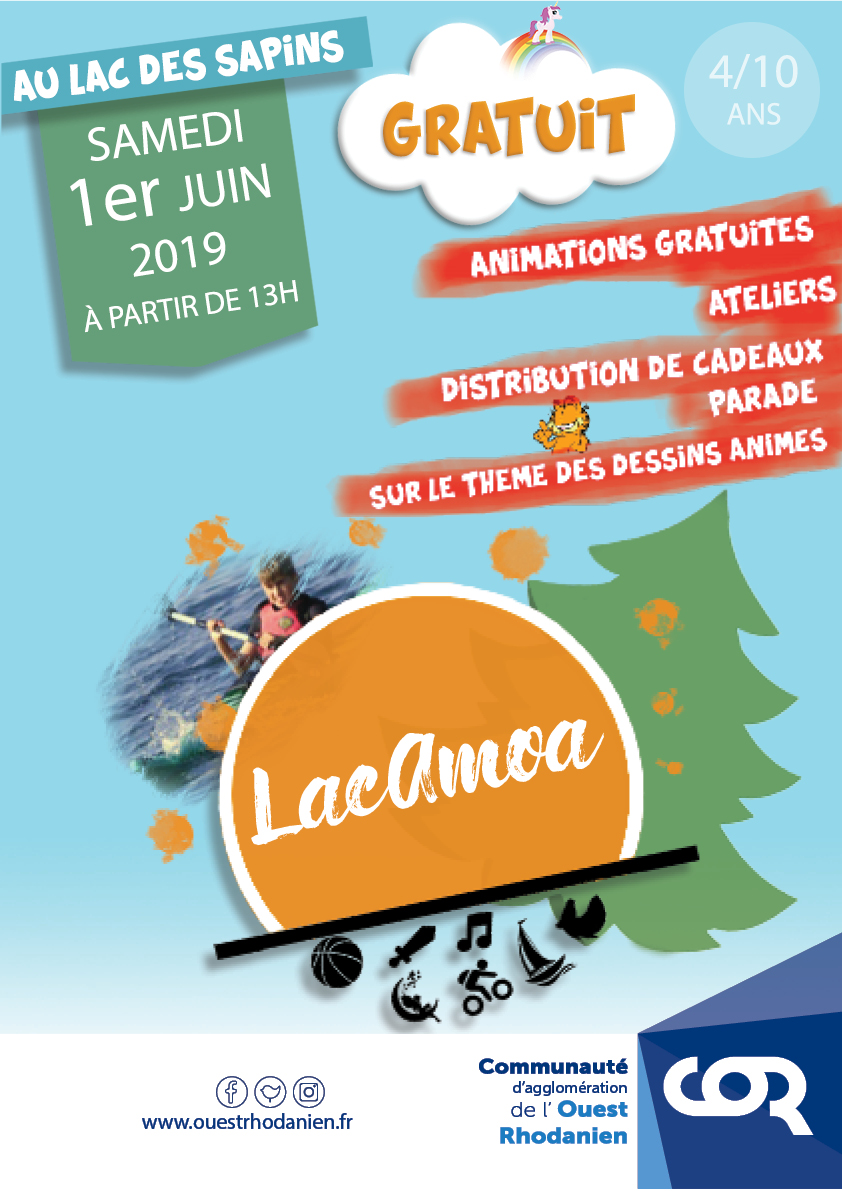 AU LAC DES SAPiNS
SAMEDI
1er JUIN
2019
À PARTIR DE 13H
GRATUiT
4/10
ANS
ANiMATiONS GRATUiTES
ATELiERS
DiSTRiBUTiON DE CADEAUX
PARADE
SUR LE THEME DES DESSiNS ANIMES
LacAmoa
www.ouestrhodanien.fr
Communauté
d'agglomération
de l' Ouest
Rhodanien
COR